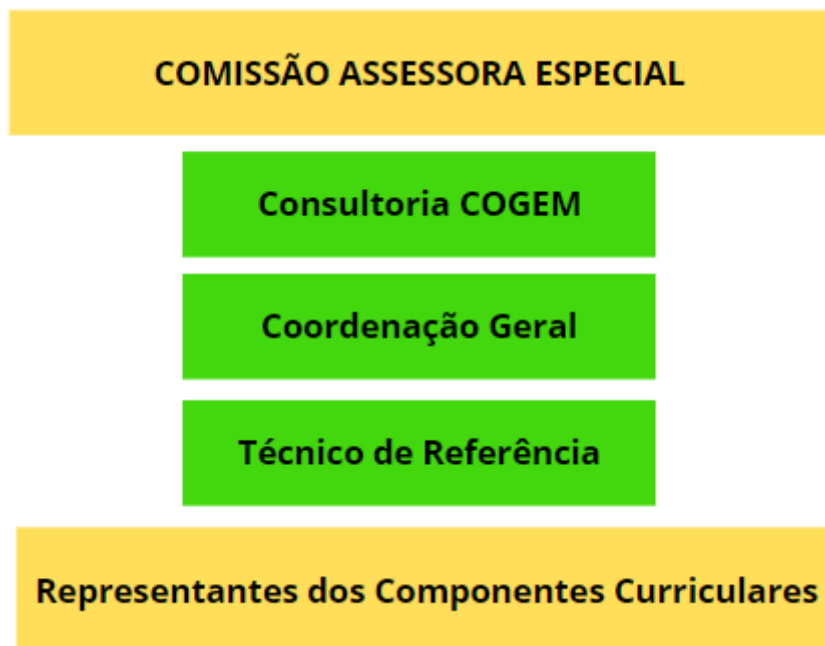 COMISSÃO ASSESSORA ESPECIAL
Consultoria COGEM
Coordenação Geral
Técnico de Referência
Representantes dos Componentes Curriculares